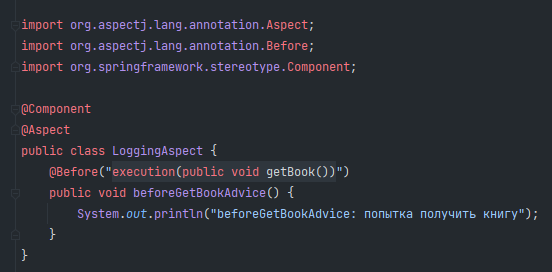 import org.aspectj.lang.annotation.Aspect;
import org.aspectj.lang.annotation.Before;
import org.springframework.stereotype.Component;
@Component
@Aspect
public class LoggingAspect {
@Before("execution(public void getBook())")
public void beforeGetBookAdvice() {
System.out.println("beforeGetBookAdvice: попытка получить книгу");
}
}